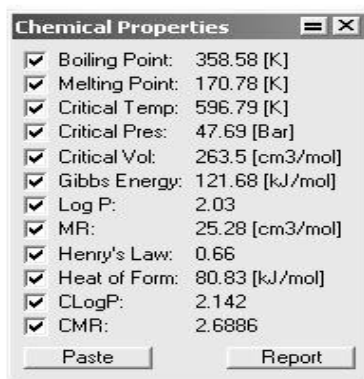 Chemical Properties
Boiling Point: 358.58 [K]
Melting Point: 170.78 [K]
Critical Temp: 596.79 [K]
Critical Pres: 47.69 [Bar]
Critical Vol: 263.5 [cm3/mol]
Gibbs Energy: 121.68 [kJ/mol]
Log P: 2.03
MR: 25.28 [cm3/mol]
Henry's Law: 0.66
Heat of Form: 80.83 [kJ/mol]
CLogP: 2.142
CMR: 2.6886
Paste Report